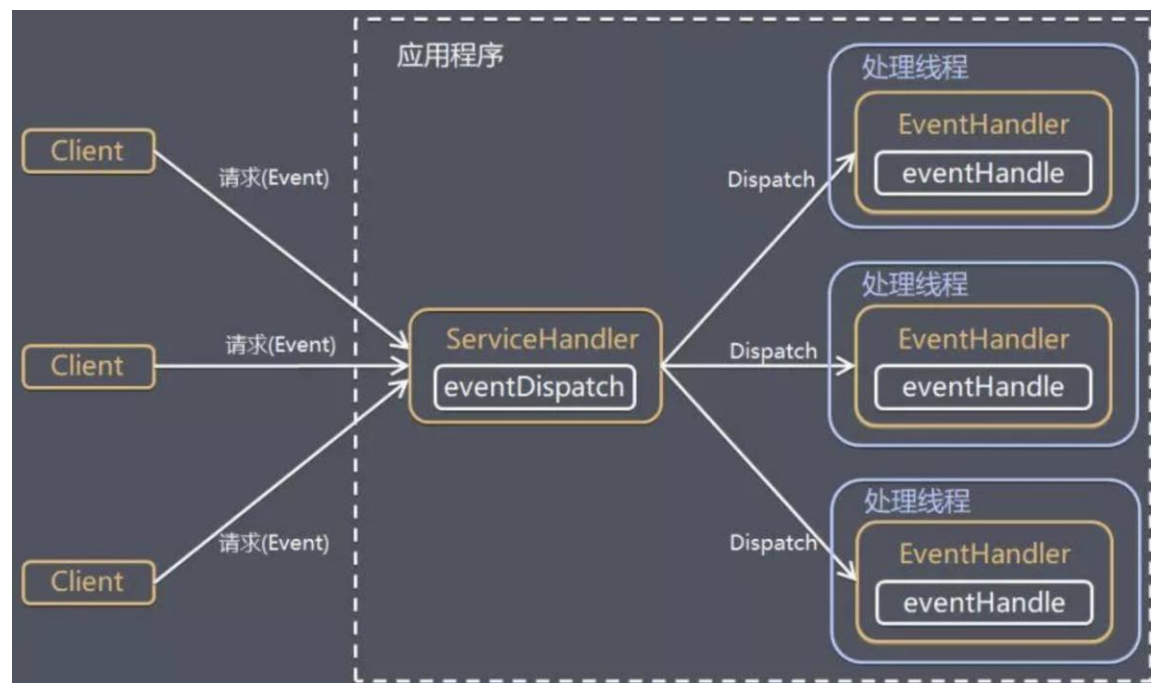 应用程序
处理线程
EventHandler
eventHandle
Client
请求(Event)
Dispatch
处理线程
EventHandler
eventHandle
Client
请求(Event)
ServiceHandler
eventDispatch
Dispatch
处理线程
EventHandler
eventHandle
Client
请求(Event)
Dispatch